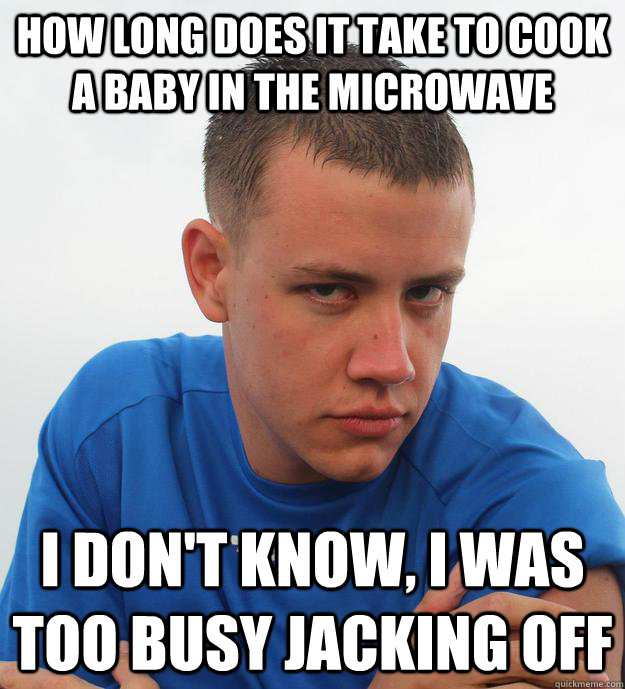 HOW LONG DOES IT TAKE TO COOK
A BABY IN THE MICROWAVE
I DON'T KNOW, I WAS
TOO BUSY JACKING OFF
quickmeme.com